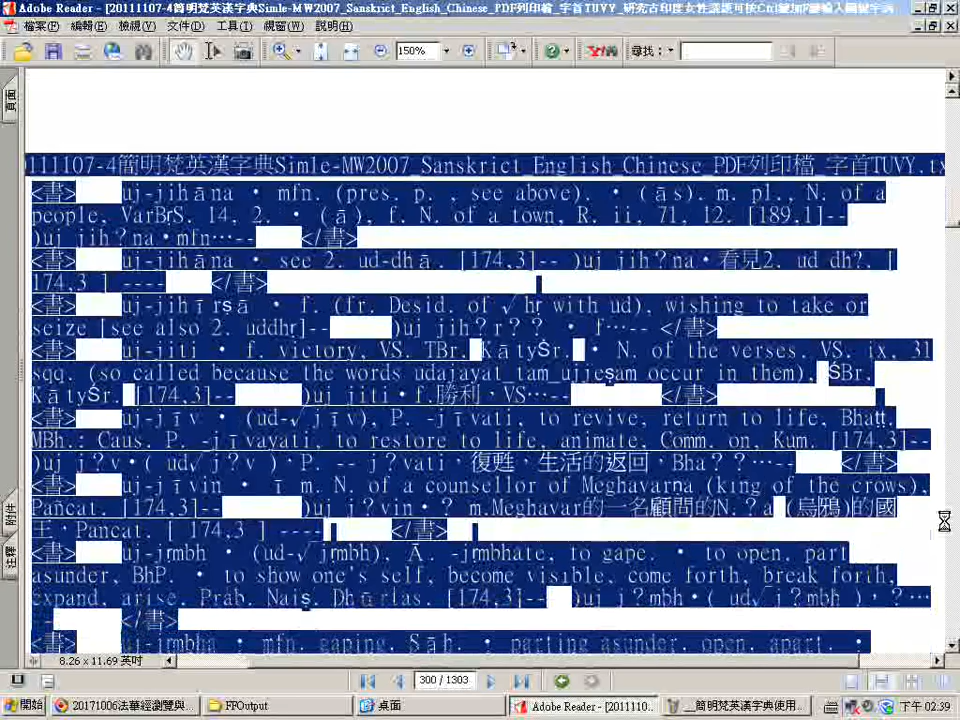 Adobe Reader - [20111107-4簡明梵英漢字典Simle-MW2007_Sanskrict_English_Chinese_PDF列印檔_字首TUVY_研究古印度女性議題可按Ctrl鍵加F鍵輸入關鍵字詞
檔案(F) 編輯(E) 檢視(V) 文件(D) 工具(T) 視窗(W) 說明(H)
150% 尋找：
頁面
111107-4簡明梵英漢字典Simle-MW2007_Sanskrict_English_Chinese_PDF列印檔_字首TUVY.tx
<書> uj-jihāna • mfn. (pres. p. , see above). • (ās). m. pl., N. of a
people, VarBṛS. 14, 2. • (ā), f. N. of a town, R. ii, 71, 12. [189,1]--
)uj jih?na•mfn…-- </書>
<書> uj-jihāna • see 2. ud-dhā. [174,3]-- )uj jih?na•看見2. ud dh?. [
174,3 ] ---- </書>
<書> uj-jihīrṣā • f. (fr. Desid. of √hṛ with ud), wishing to take or
seize [see also 2. uddhṛ]-- )uj jih?r?? • f…-- </書>
<書> uj-jiti • f. victory, VS. TBr. KātyŚr. • N. of the verses. VS. ix, 31
sqq. (so called because the words udajayat_tam_ujjeṣam occur in them), ŚBr.
KātyŚr. [174,3]-- )uj jiti•f.勝利，VS…-- </書>
<書> uj-jīv • (ud-√jīv), P. -jīvati, to revive, return to life, Bhaṭṭ.
MBh.: Caus. P. -jīvayati, to restore to life, animate, Comm. on, Kum. [174,3]--
)uj j?v•( ud√ j?v )，P. -- j?vati，復甦，生活的返回，Bha??…-- </書>
<書> uj-jīvin • ī m. N. of a counsellor of Meghavarṇa (king of the crows),
Pañcat. [174,3]-- )uj j?vin•? m.Meghavar的一名顧問的N.?a (烏鴉)的國
王，Pancat. [ 174,3 ] ---- </書>
<書> uj-jṛmbh • (ud-√jṛmbh), Ā. -jṛmbhate, to gape. • to open, part
asunder, BhP. • to show one's self, become visible, come forth, break forth,
expand, arise. Prab. Naiṣ. Dhūrtas. [174,3]-- )uj j?mbh•( ud√ j?mbh )，?…
-- </書>
<書> uj-jṛmbha • mfn. gaping, Sāh. • parting asunder, open, apart. •
附件
註釋
8.26 x 11.69 英吋
300 / 1303
開始 20171006法華經瀏覽與... FFOutput 桌面 Adobe Reader - [201110... __簡明梵英漢字典使用... 下午 02:39